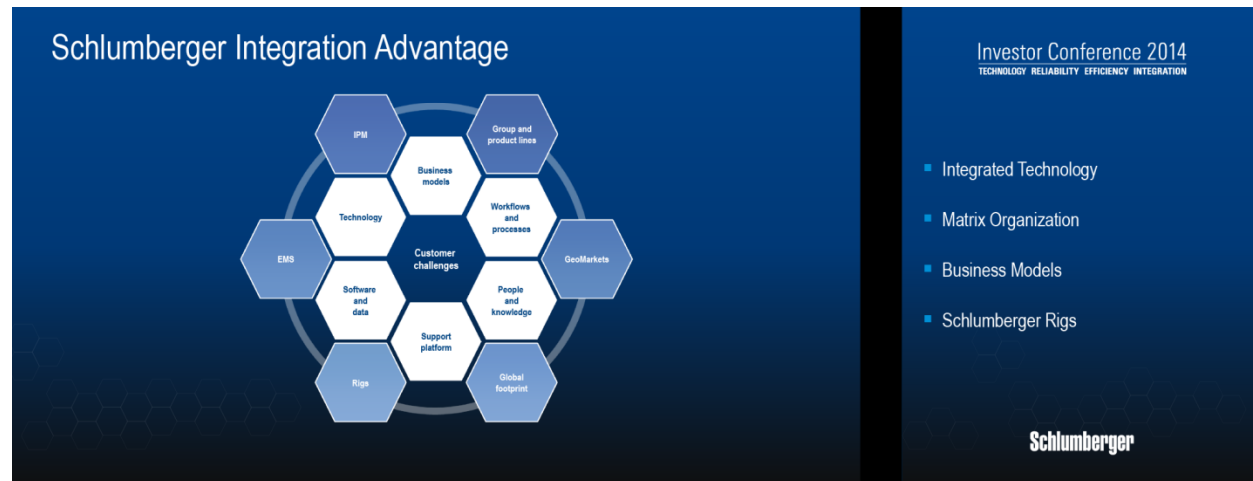 Schlumberger Integration Advantage
IPM
Group and
product lines
Business
models
Technology
Workflows
and
processes
EMS
Customer
challenges
GeoMarkets
Software
and
data
People
and
knowledge
Support
platform
Rigs
Global
footprint
Investor Conference 2014
TECHNOLOGY RELIABILITY EFFICIENCY INTEGRATION
Integrated Technology
Matrix Organization
Business Models
Schlumberger Rigs
Schlumberger